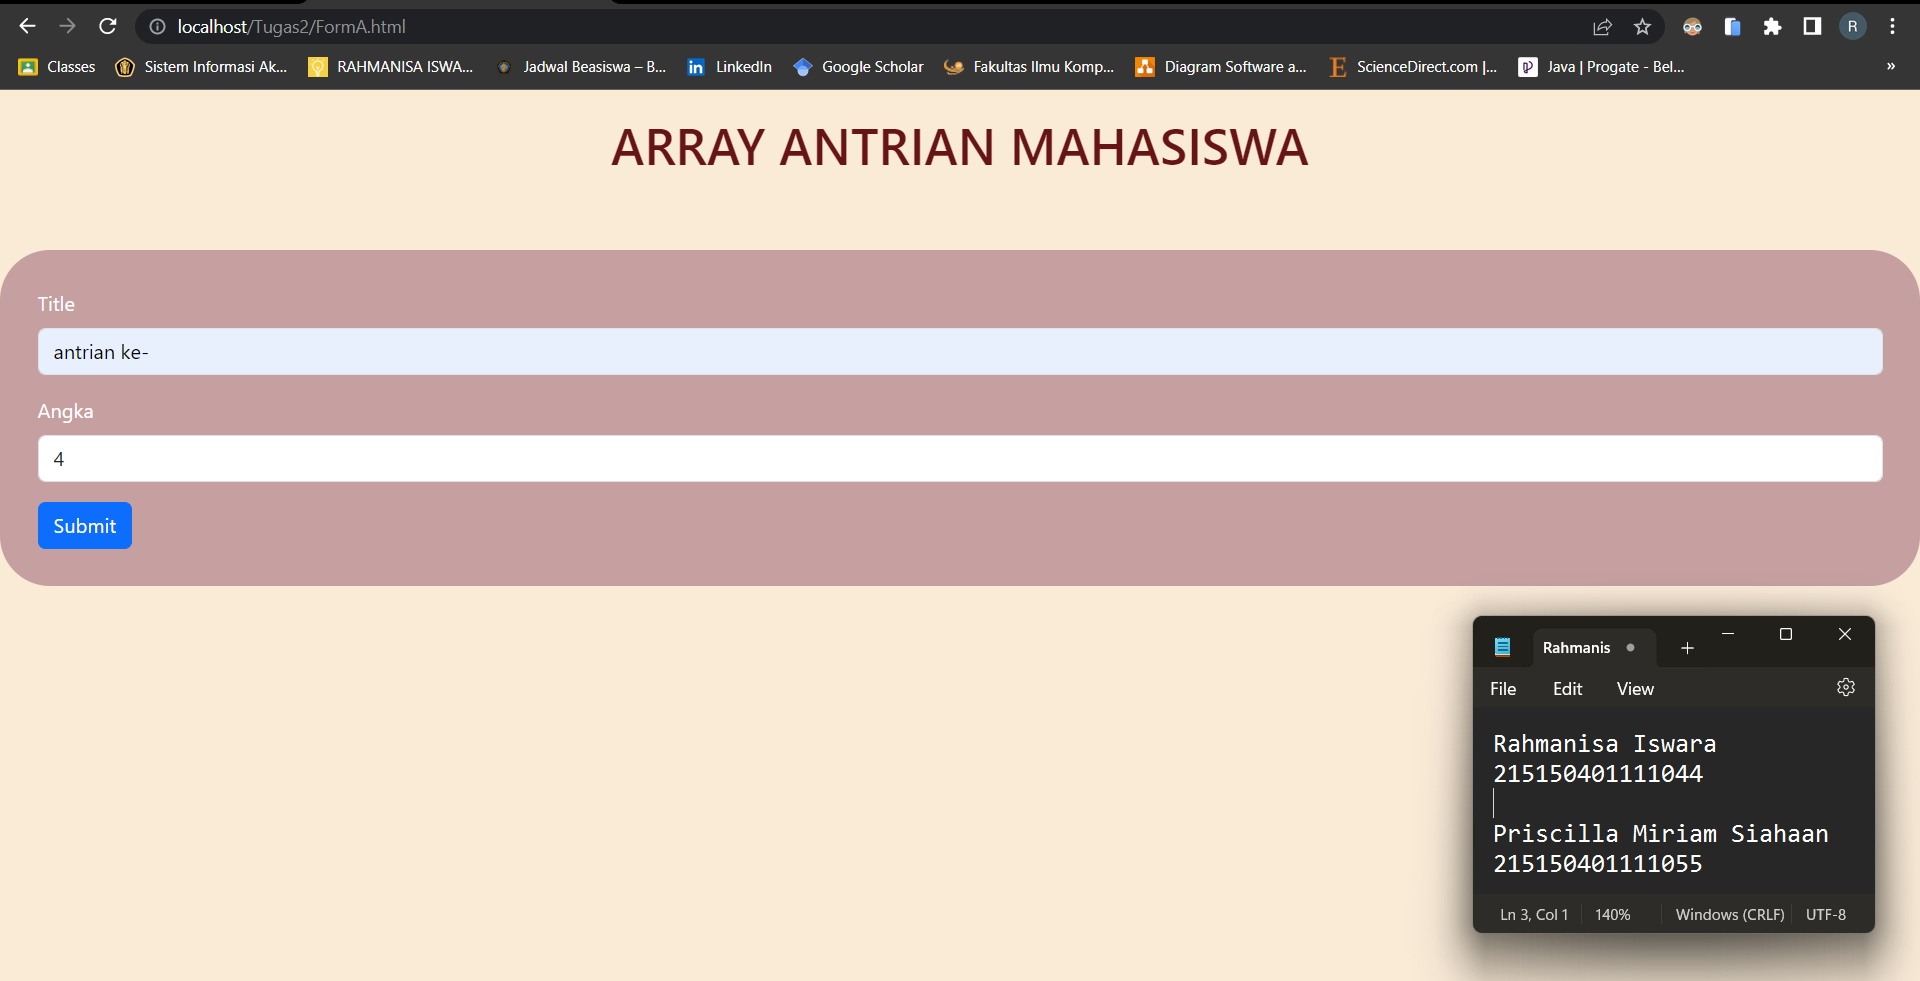 localhost/Tugas2/FormA.html
R
Classes
Sistem Informasi Ak...
RAHMANISA ISWA...
Jadwal Beasiswa – B...
LinkedIn
Google Scholar
Fakultas Ilmu Komp...
Diagram Software a...
ScienceDirect.com |...
Java | Progate - Bel...
»
ARRAY ANTRIAN MAHASISWA
Title
antrian ke-
Angka
4
Submit
Rahmanis
File Edit View
Rahmanisa Iswara
215150401111044
Priscilla Miriam Siahaan
215150401111055
Ln 3, Col 1 140% Windows (CRLF) UTF-8